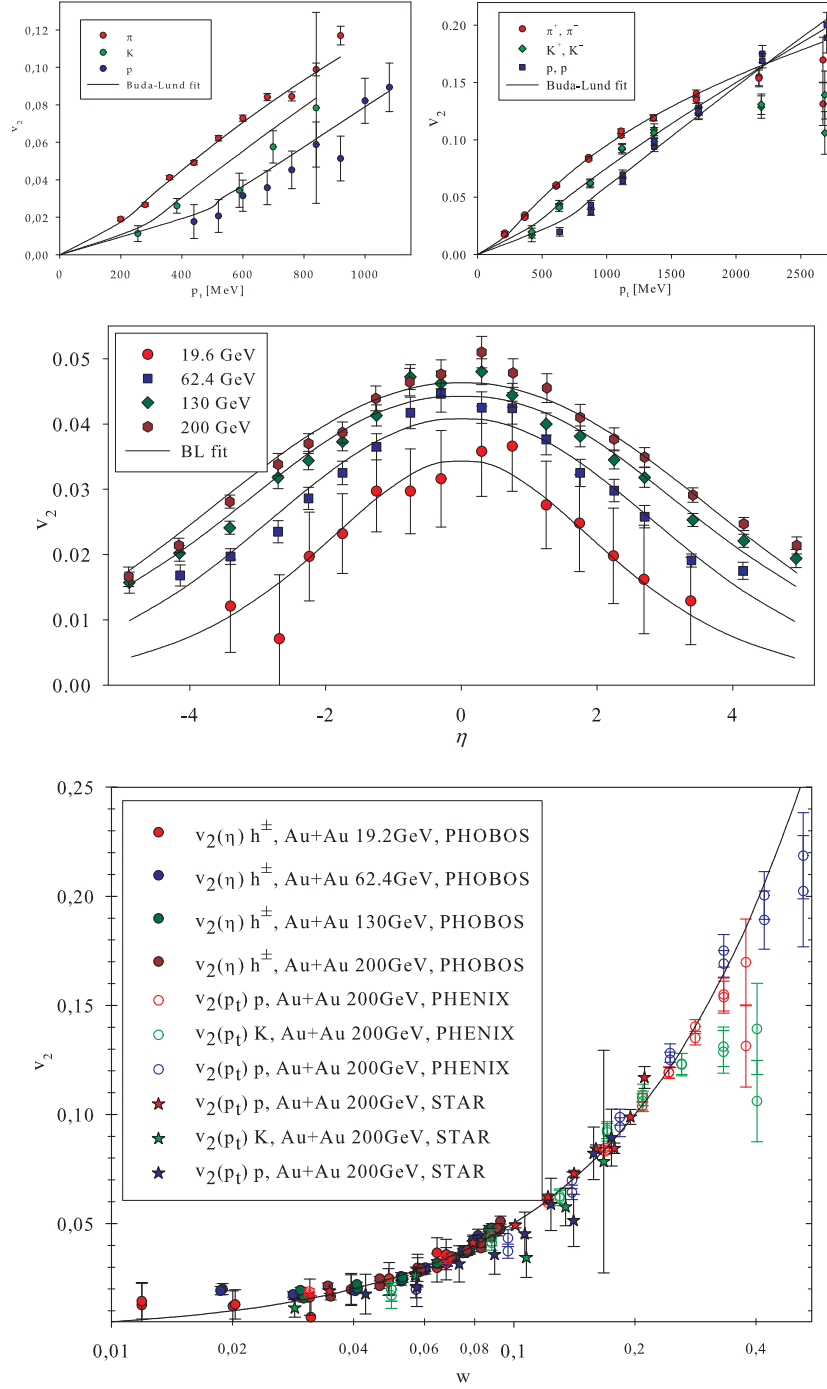 π
K
p
Buda-Lund fit
v2
0,12
0,10
0,08
0,06
0,04
0,02
0,00
0 200 400 600 800 1000
pt [MeV]
π+, π−
K+, K−
p, p
Buda-Lund fit
v2
0.20
0.15
0.10
0.05
0.00
0 500 1000 1500 2000 2500
pt [MeV]
19.6 GeV
62.4 GeV
130 GeV
200 GeV
BL fit
v2
0.05
0.04
0.03
0.02
0.01
0.00
-4 -2 0 2 4
η
v2(η) h±, Au+Au 19.2GeV, PHOBOS
v2(η) h±, Au+Au 62.4GeV, PHOBOS
v2(η) h±, Au+Au 130GeV, PHOBOS
v2(η) h±, Au+Au 200GeV, PHOBOS
v2(pt) p, Au+Au 200GeV, PHENIX
v2(pt) K, Au+Au 200GeV, PHENIX
v2(pt) p, Au+Au 200GeV, PHENIX
v2(pt) p, Au+Au 200GeV, STAR
v2(pt) K, Au+Au 200GeV, STAR
v2(pt) p, Au+Au 200GeV, STAR
v2
0,25
0,20
0,15
0,10
0,05
0,01 0,02 0,04 0,06 0,08 0,1 0,2 0,4
w